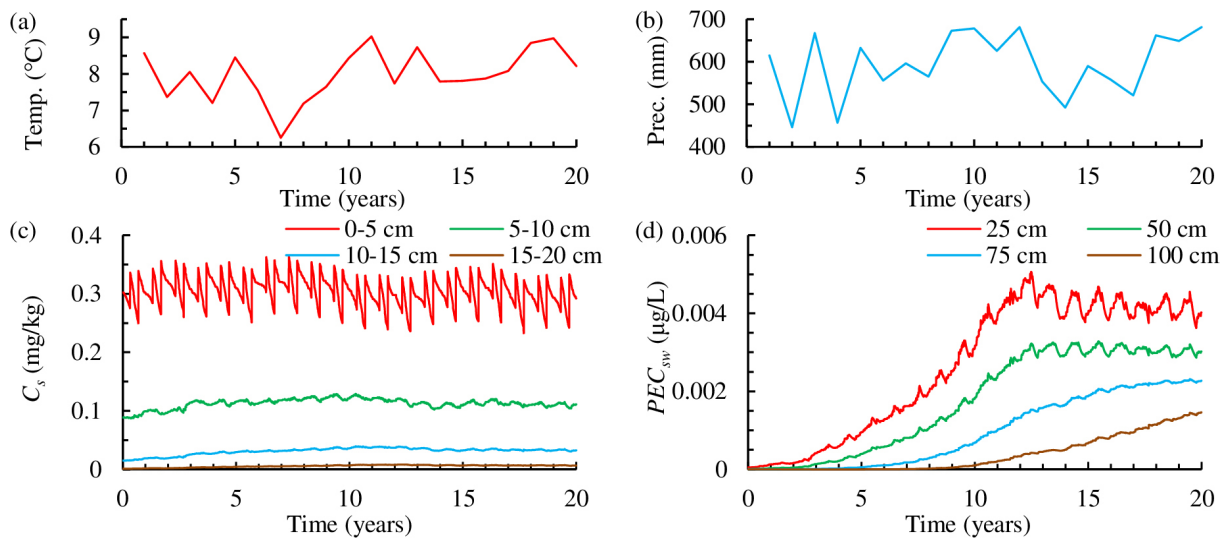 (a)
Temp. (°C)
9
8
7
6
0 5 10 15 20
Time (years)
(b)
Prec. (mm)
700
600
500
400
0 5 10 15 20
Time (years)
(c)
0-5 cm 5-10 cm
10-15 cm 15-20 cm
Cs (mg/kg)
0.4
0.3
0.2
0.1
0
0 5 10 15 20
Time (years)
(d)
25 cm 50 cm
75 cm 100 cm
PECsw (μg/L)
0.006
0.004
0.002
0
0 5 10 15 20
Time (years)